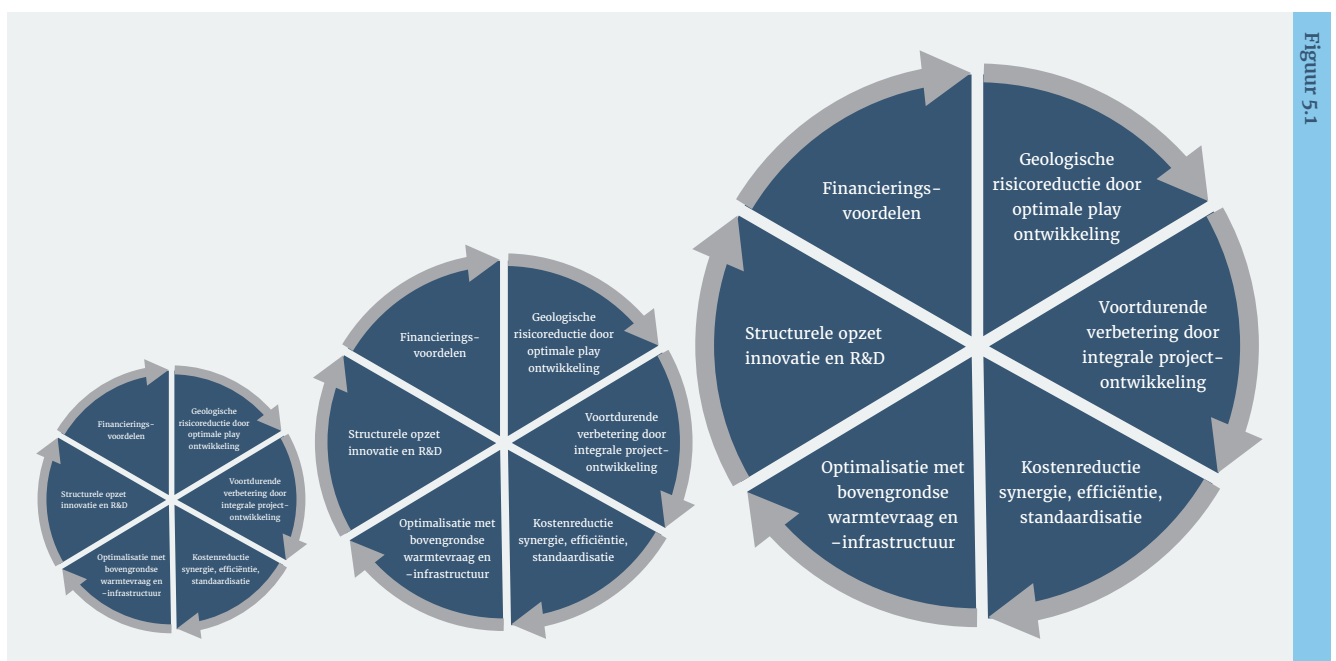 Financierings-
voordelen
Geologische
risicoreductie door
optimale play
ontwikkeling
Voortdurende
verbetering door
integrale project-
ontwikkeling
Kostenreductie
synergie, efficiëntie,
standaardisatie
Optimalisatie met
bovengrondse
warmtevraag en
-infrastructuur
Structurele opzet
innovatie en R&D
Financierings-
voordelen
Geologische
risicoreductie door
optimale play
ontwikkeling
Voortdurende
verbetering door
integrale project-
ontwikkeling
Kostenreductie
synergie, efficiëntie,
standaardisatie
Optimalisatie met
bovengrondse
warmtevraag en
-infrastructuur
Structurele opzet
innovatie en R&D
Financierings-
voordelen
Geologische
risicoreductie door
optimale play
ontwikkeling
Voortdurende
verbetering door
integrale project-
ontwikkeling
Kostenreductie
synergie, efficiëntie,
standaardisatie
Optimalisatie met
bovengrondse
warmtevraag en
-infrastructuur
Structurele opzet
innovatie en R&D
Figuur 5.1